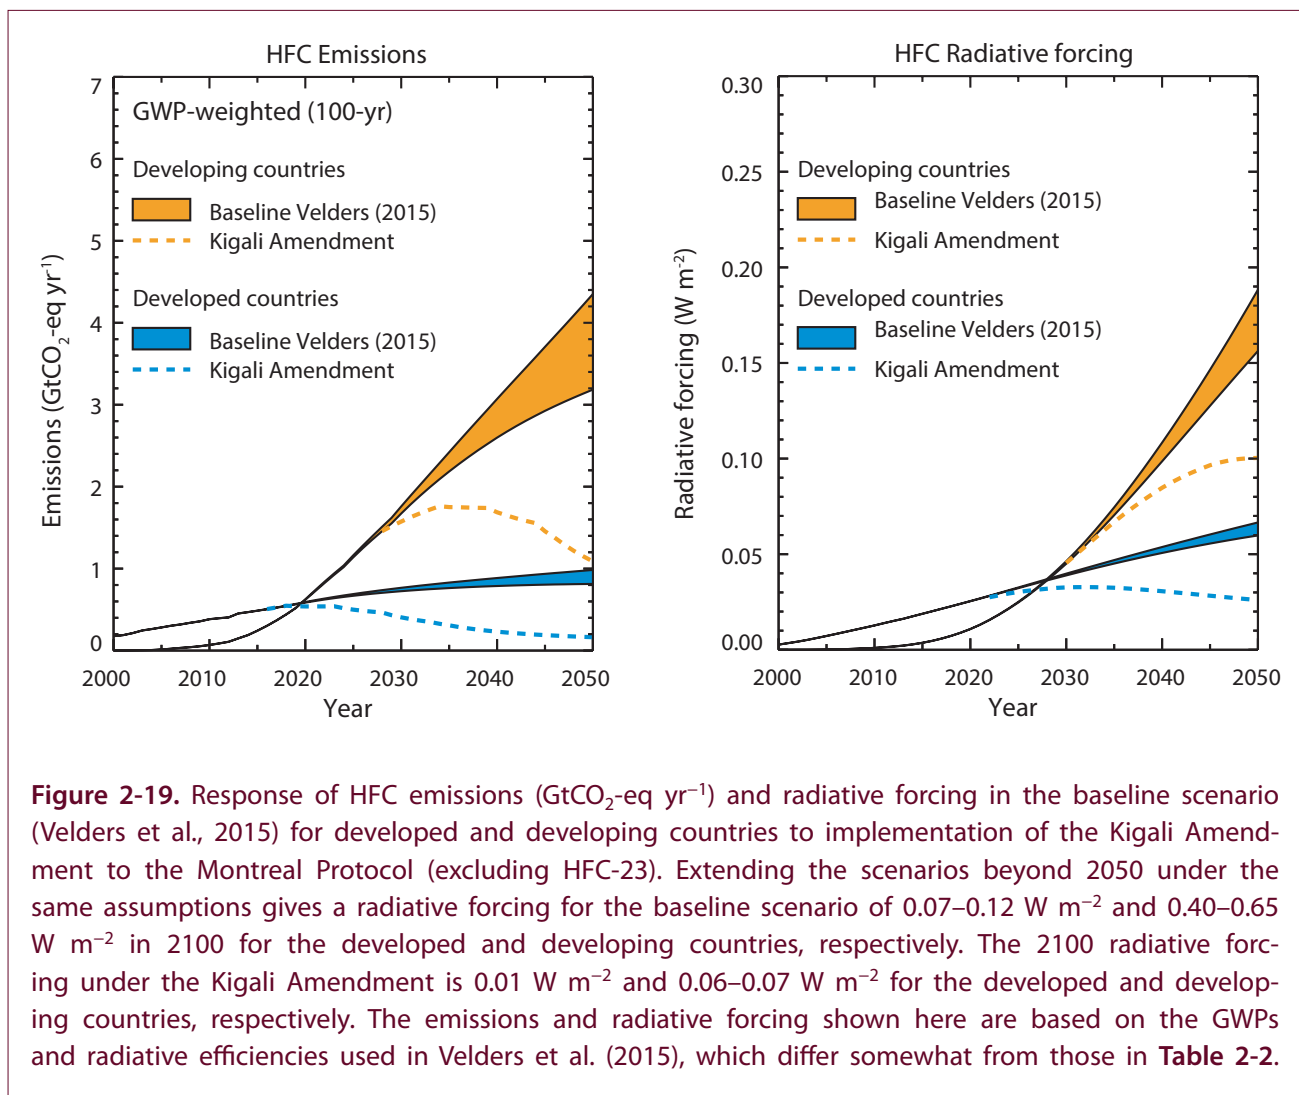 HFC Emissions
7
6
5
4
3
2
1
0
Emissions (GtCO2-eq yr-1)
GWP-weighted (100-yr)
Developing countries
Baseline Velders (2015)
Kigali Amendment
Developed countries
Baseline Velders (2015)
Kigali Amendment
2000 2010 2020 2030 2040 2050
Year
HFC Radiative forcing
0.30
0.25
0.20
0.15
0.10
0.05
0.00
Radiative forcing (W m-2)
Developing countries
Baseline Velders (2015)
Kigali Amendment
Developed countries
Baseline Velders (2015)
Kigali Amendment
2000 2010 2020 2030 2040 2050
Year
Figure 2-19. Response of HFC emissions (GtCO2-eq yr−1) and radiative forcing in the baseline scenario
(Velders et al., 2015) for developed and developing countries to implementation of the Kigali Amend-
ment to the Montreal Protocol (excluding HFC-23). Extending the scenarios beyond 2050 under the
same assumptions gives a radiative forcing for the baseline scenario of 0.07–0.12 W m−2 and 0.40–0.65
W m−2 in 2100 for the developed and developing countries, respectively. The 2100 radiative forc-
ing under the Kigali Amendment is 0.01 W m−2 and 0.06–0.07 W m−2 for the developed and develop-
ing countries, respectively. The emissions and radiative forcing shown here are based on the GWPs
and radiative efficiencies used in Velders et al. (2015), which differ somewhat from those in Table 2-2.